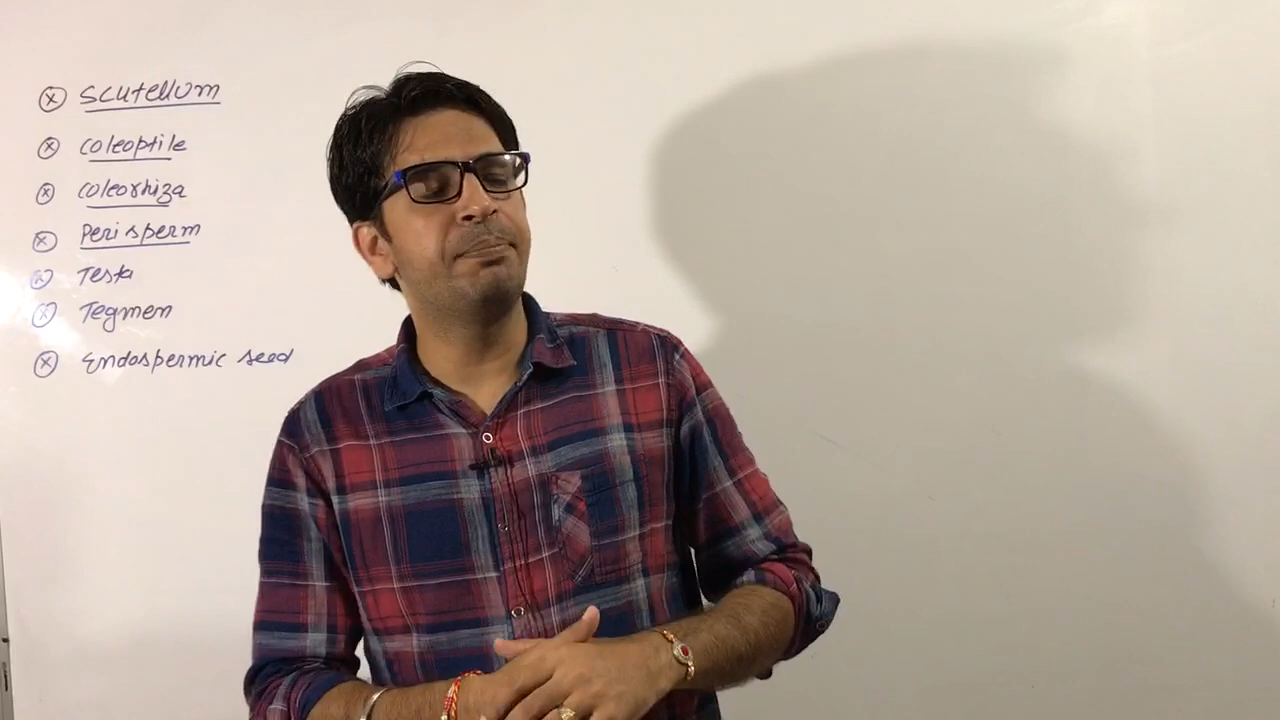 ⓧ Scutellum
ⓧ Coleoptile
ⓧ Coleorhiza
ⓧ Perisperm
ⓧ Testa
ⓧ Tegmen
ⓧ Endospermic seed